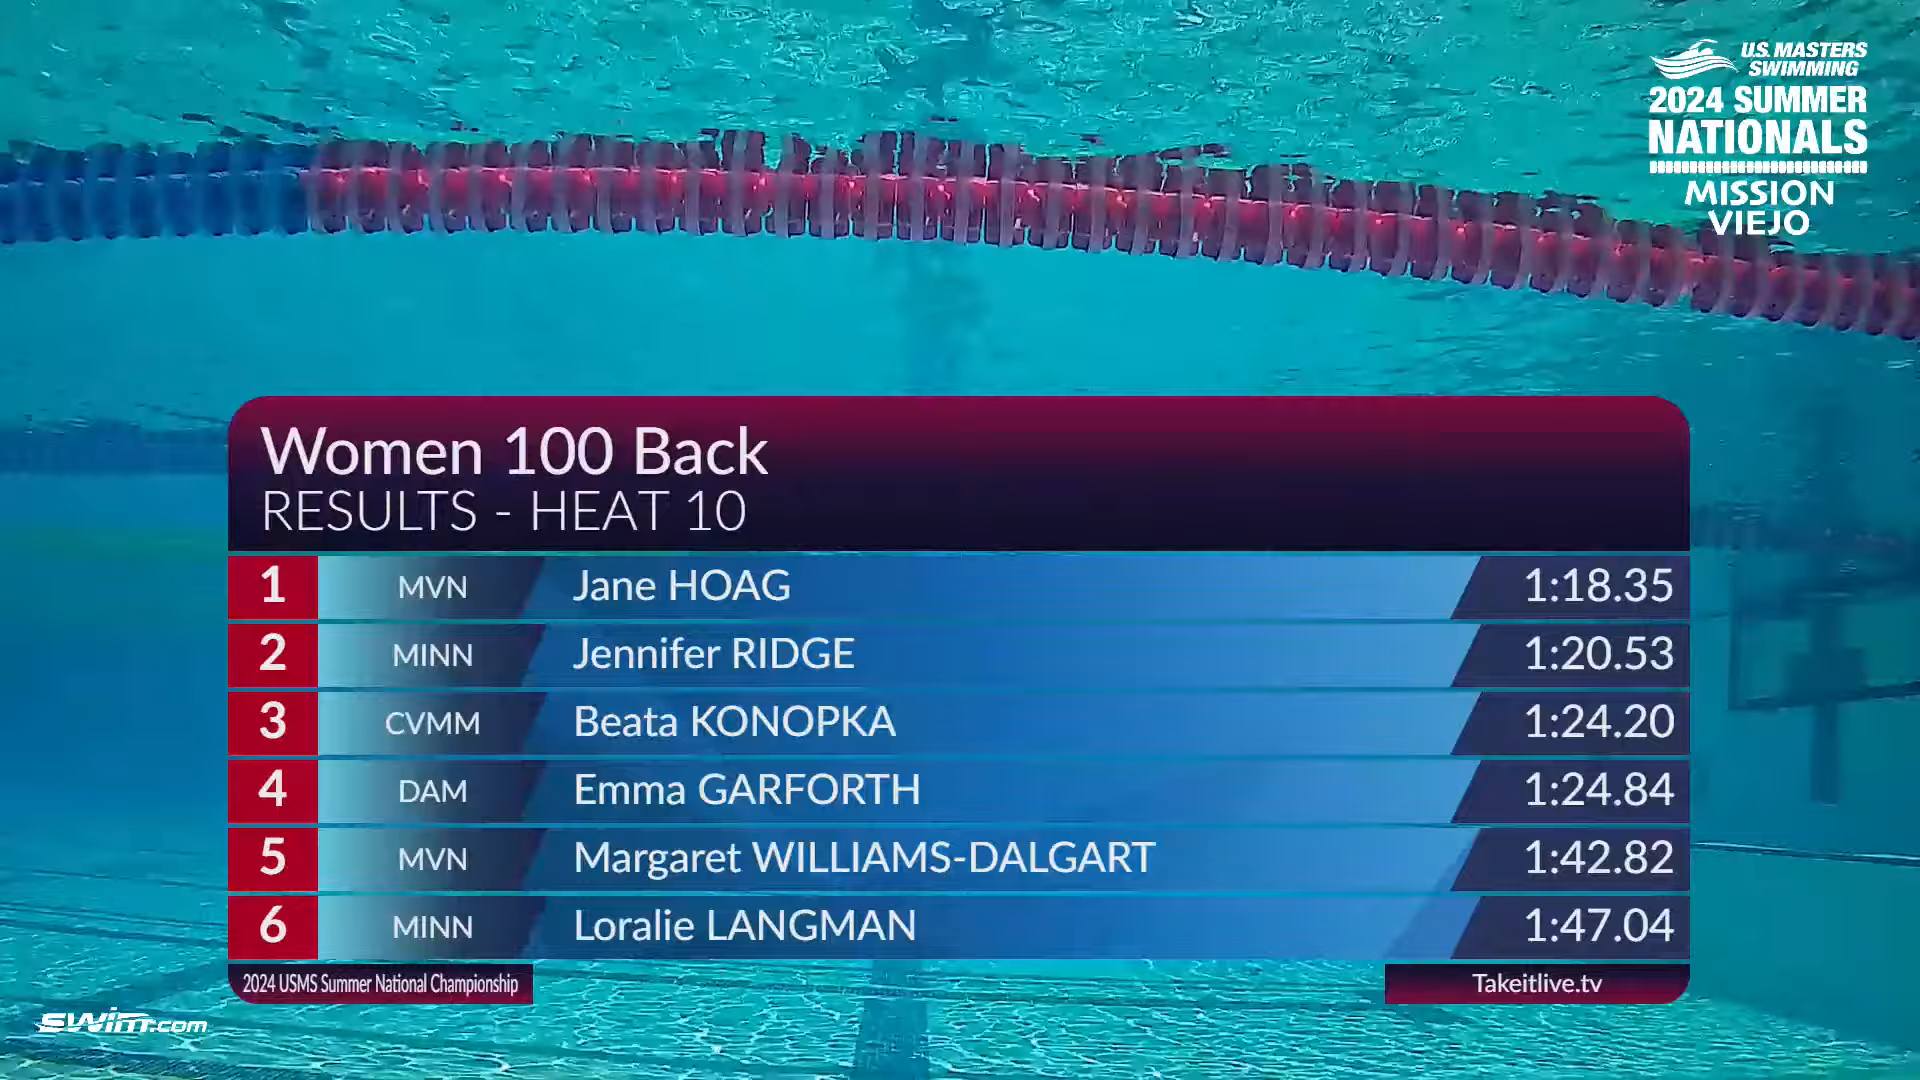 U.S. MASTERS
SWIMMING
2024 SUMMER
NATIONALS
MISSION
VIEJO
Women 100 Back
RESULTS - HEAT 10
1 MVN Jane HOAG 1:18.35
2 MINN Jennifer RIDGE 1:20.53
3 CVMM Beata KONOPKA 1:24.20
4 DAM Emma GARFORTH 1:24.84
5 MVN Margaret WILLIAMS-DALGART 1:42.82
6 MINN Loralie LANGMAN 1:47.04
2024 USMS Summer National Championship Takeitlive.tv
swim.com